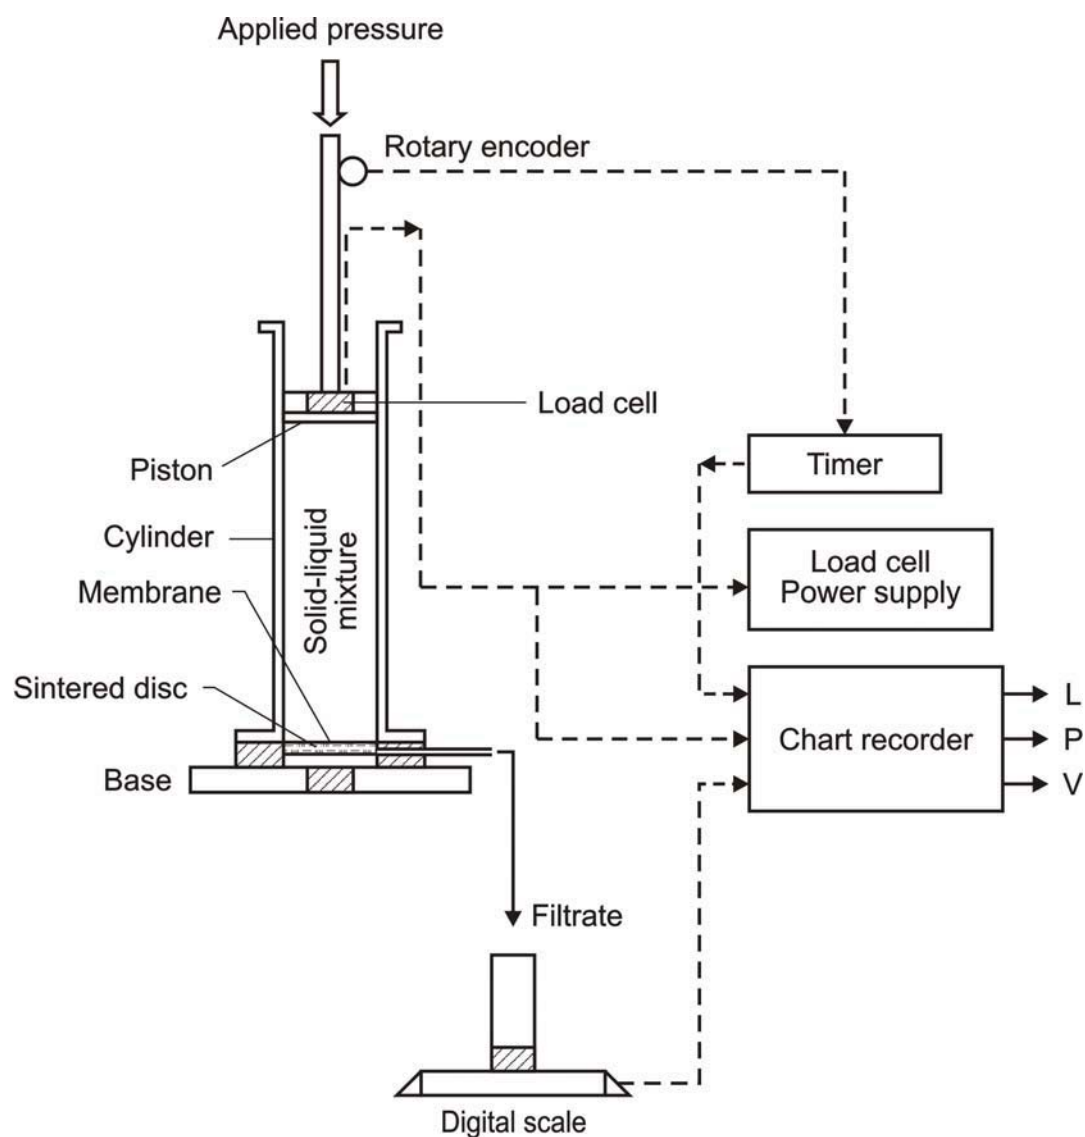 Applied pressure
Rotary encoder
Load cell
Piston
Timer
Cylinder
Solid-liquid
mixture
Load cell
Power supply
Membrane
Sintered disc
L
Chart recorder
P
Base
V
Filtrate
Digital scale